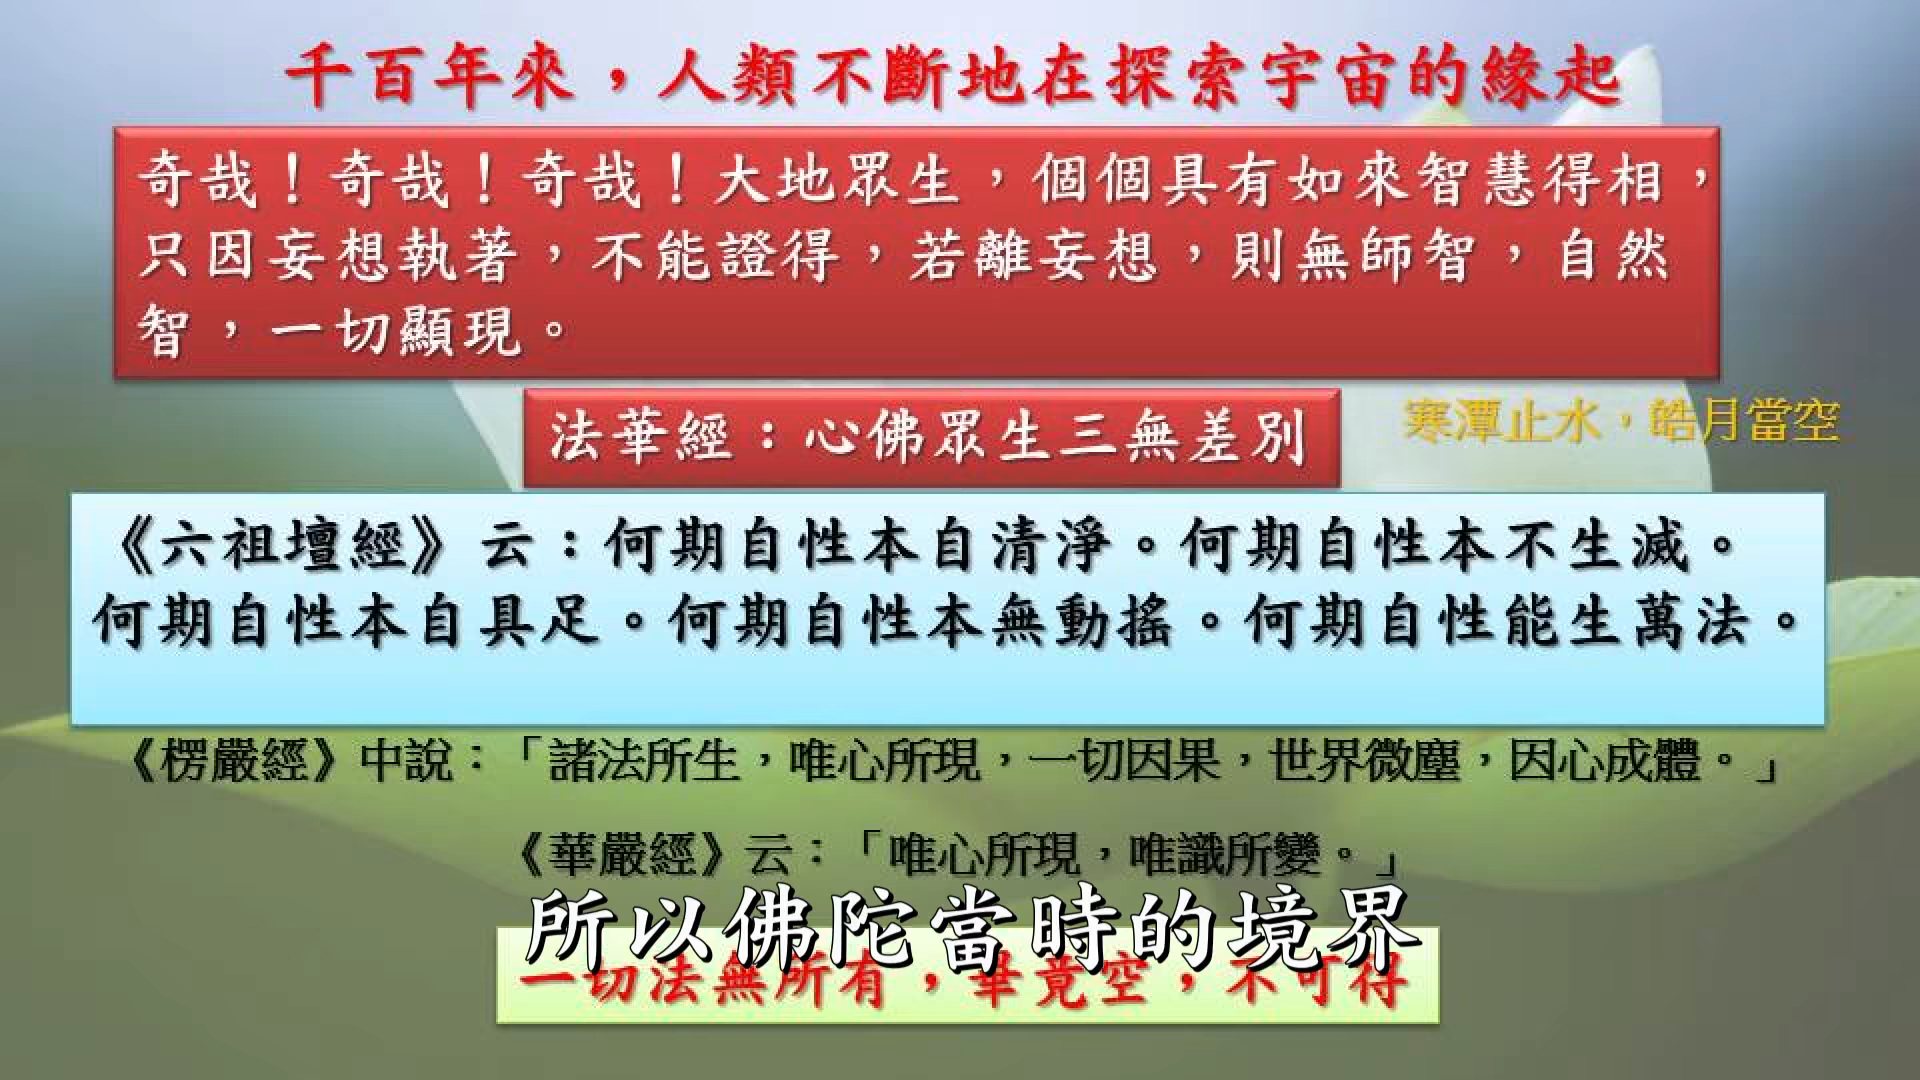 千百年來，人類不斷地在探索宇宙的緣起
奇哉！奇哉！奇哉！大地眾生，個個具有如來智慧得相，
只因妄想執著，不能證得，若離妄想，則無師智，自然
智，一切顯現。
法華經：心佛眾生三無差別
寒潭止水，皓月當空
《六祖壇經》云：何期自性本自清淨。何期自性本不生滅。
何期自性本自具足。何期自性本無動搖。何期自性能生萬法。
《楞嚴經》中說：「諸法所生，唯心所現，一切因果，世界微塵，因心成體。」
《華嚴經》云：「唯心所現，唯識所變。」
所以佛陀當時的境界
一切法無所有，畢竟空，不可得